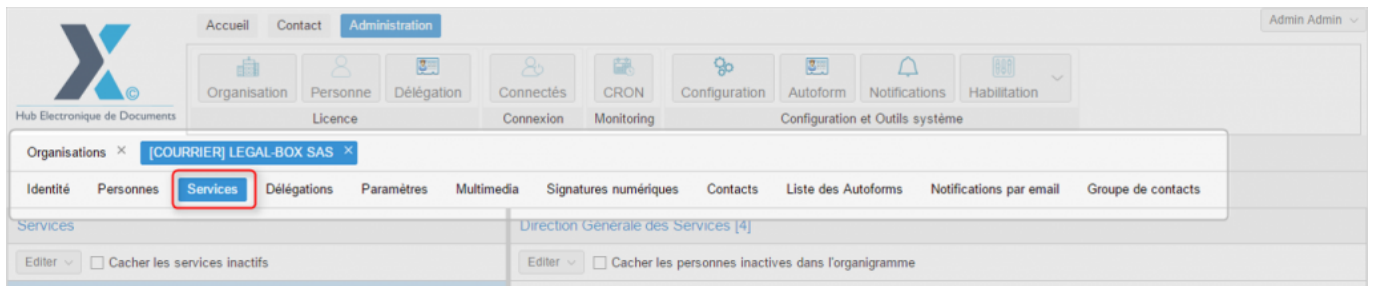 Accueil Contact Administration Admin Admin
Organisation Personne Délégation Connectés CRON Configuration Autoform Notifications Habilitation
Hub Electronique de Documents Licence Connexion Monitoring Configuration et Outils système
Organisations × [COURRIER] LEGAL-BOX SAS ×
Identité Personnes Services Délégations Paramètres Multimedia Signatures numériques Contacts Liste des Autoforms Notifications par email Groupe de contacts
Services Direction Générale des Services [4]
Editer Cacher les services inactifs Editer Cacher les personnes inactives dans l'organigramme